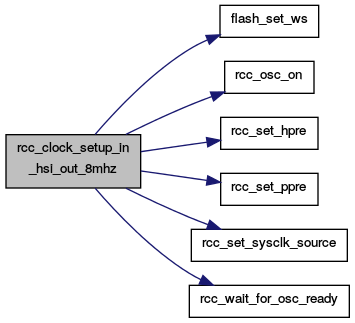 rcc_clock_setup_in
_hsi_out_8mhz
flash_set_ws
rcc_osc_on
rcc_set_hpre
rcc_set_ppre
rcc_set_sysclk_source
rcc_wait_for_osc_ready